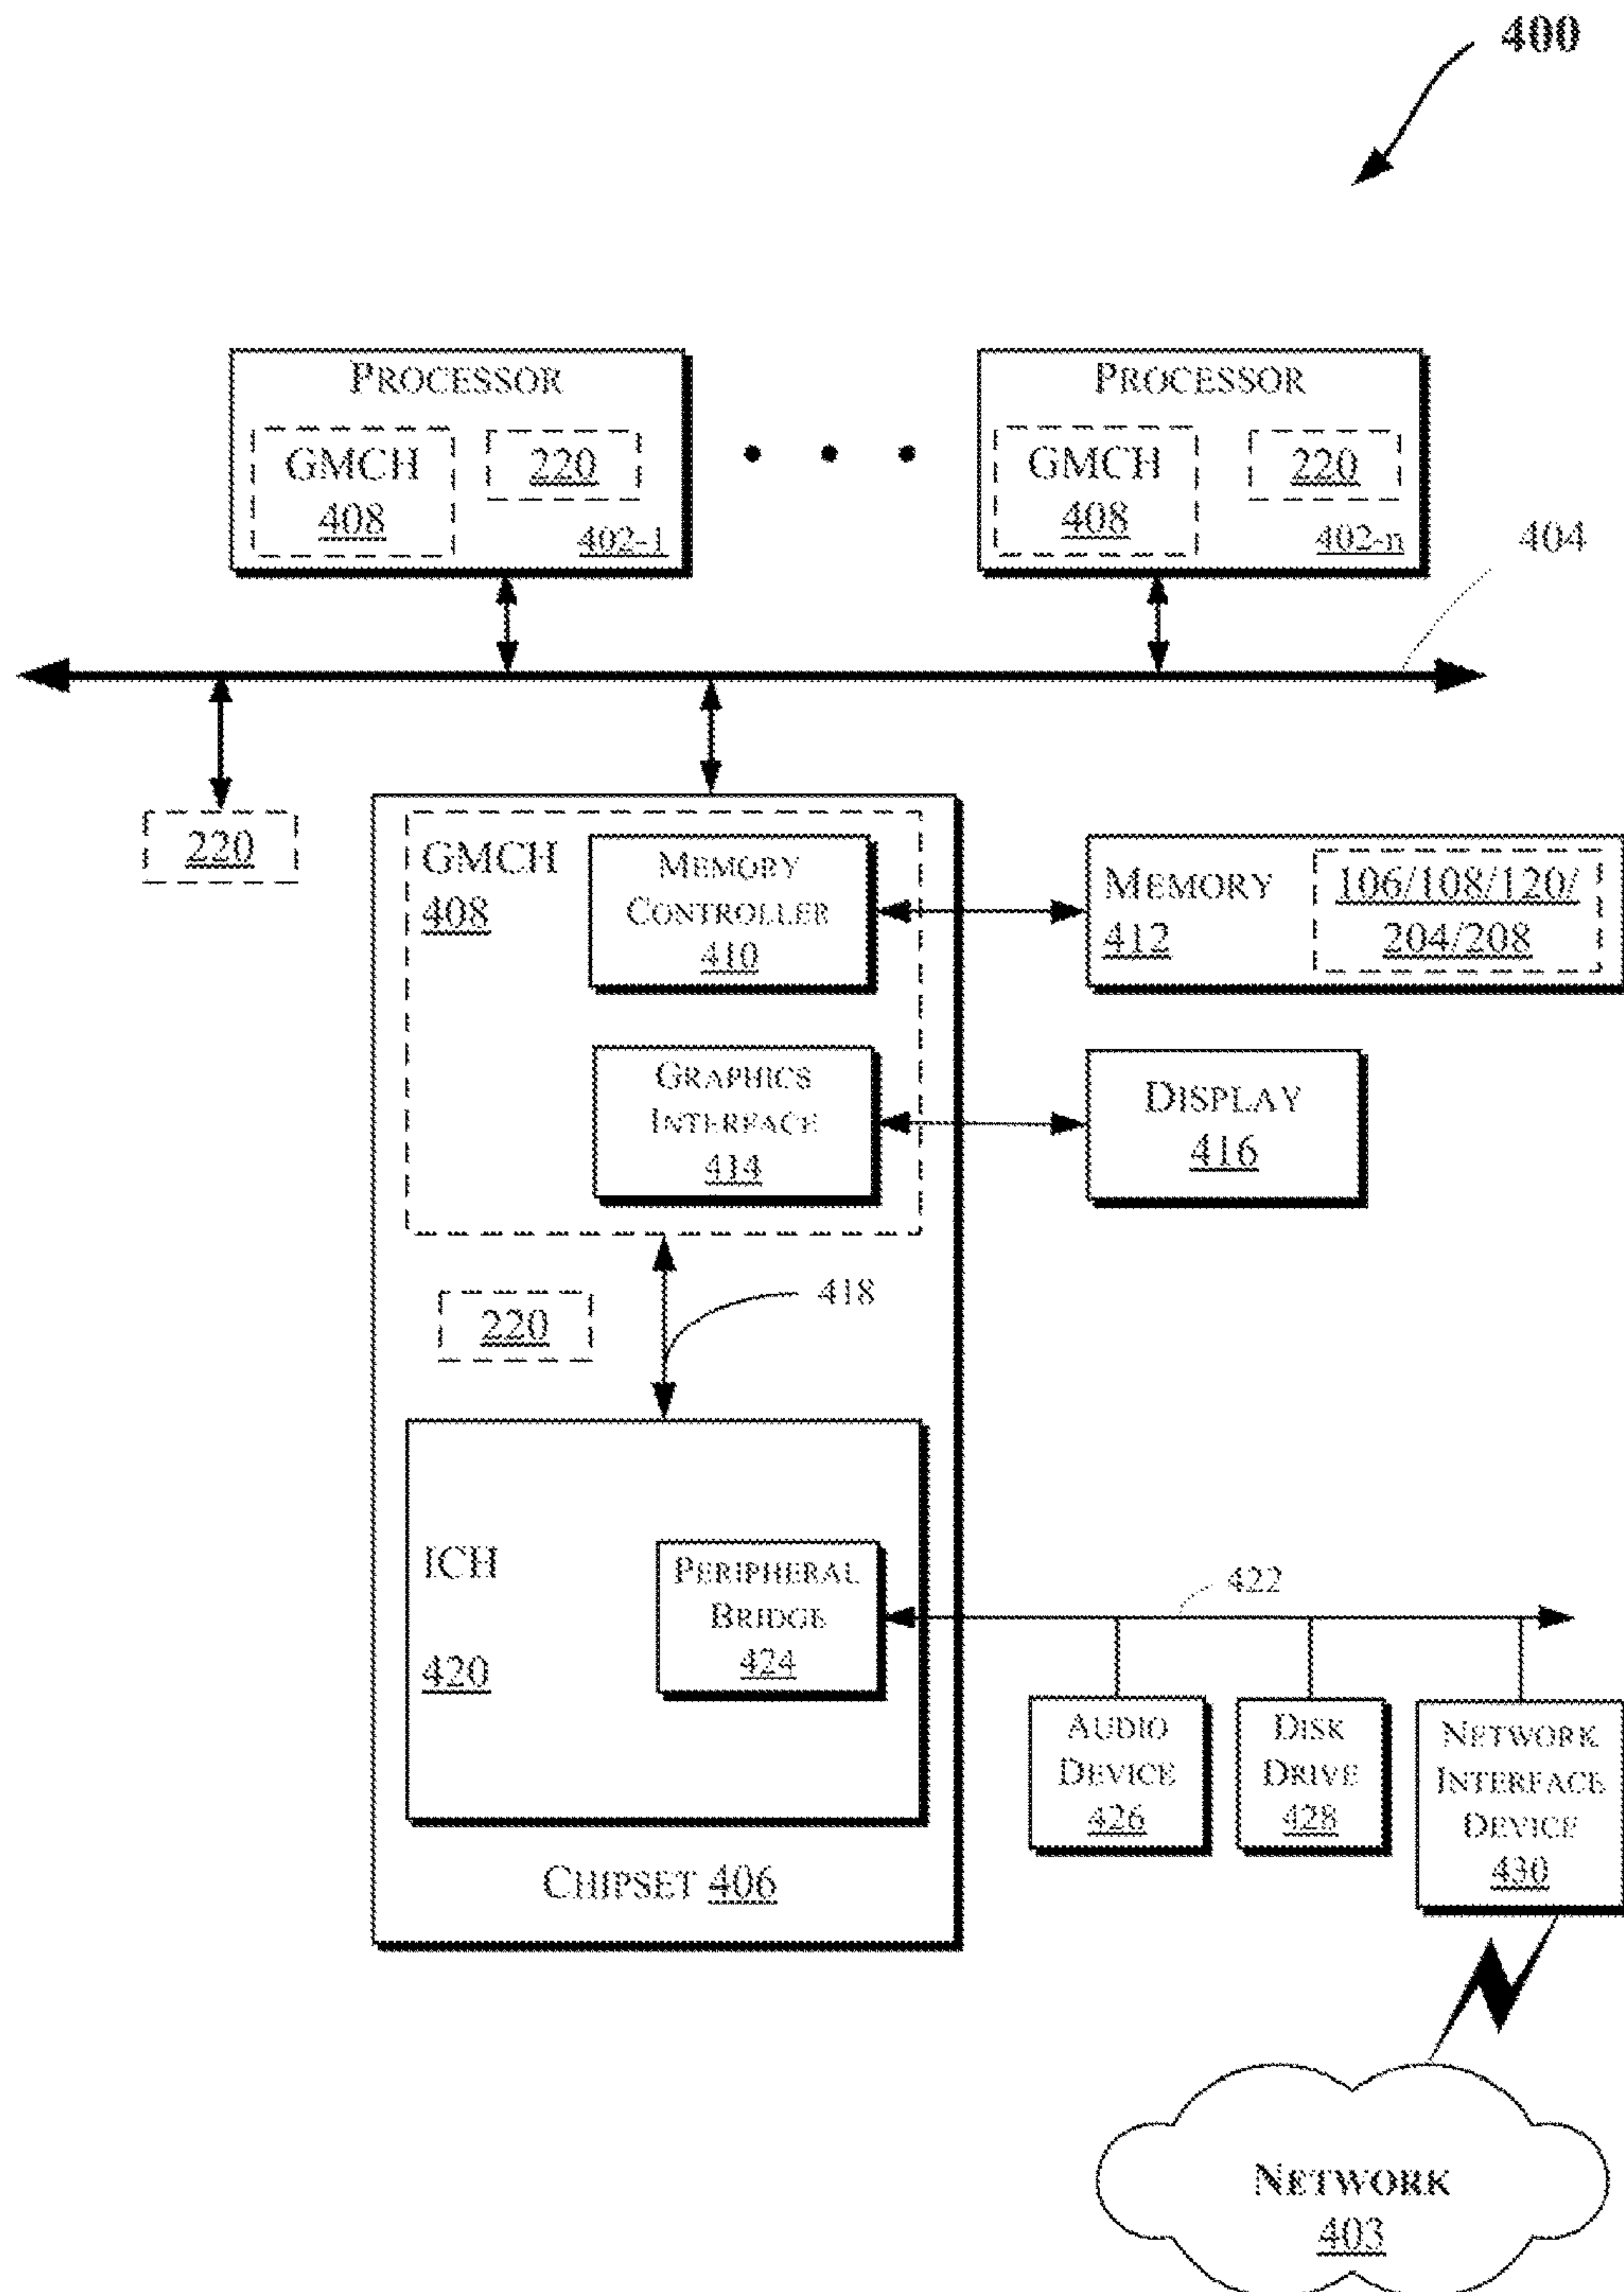 400
PROCESSOR
GMCH
408
220
402-1
PROCESSOR
GMCH
408
220
402-n
404
220
GMCH
408
MEMORY
CONTROLLER
410
MEMORY
412
106/108/120/
204/208
GRAPHICS
INTERFACE
414
DISPLAY
416
220
418
ICH
420
PERIPHERAL
BRIDGE
424
422
AUDIO
DEVICE
426
DISK
DRIVE
428
NETWORK
INTERFACE
DEVICE
430
CHIPSET 406
NETWORK
403